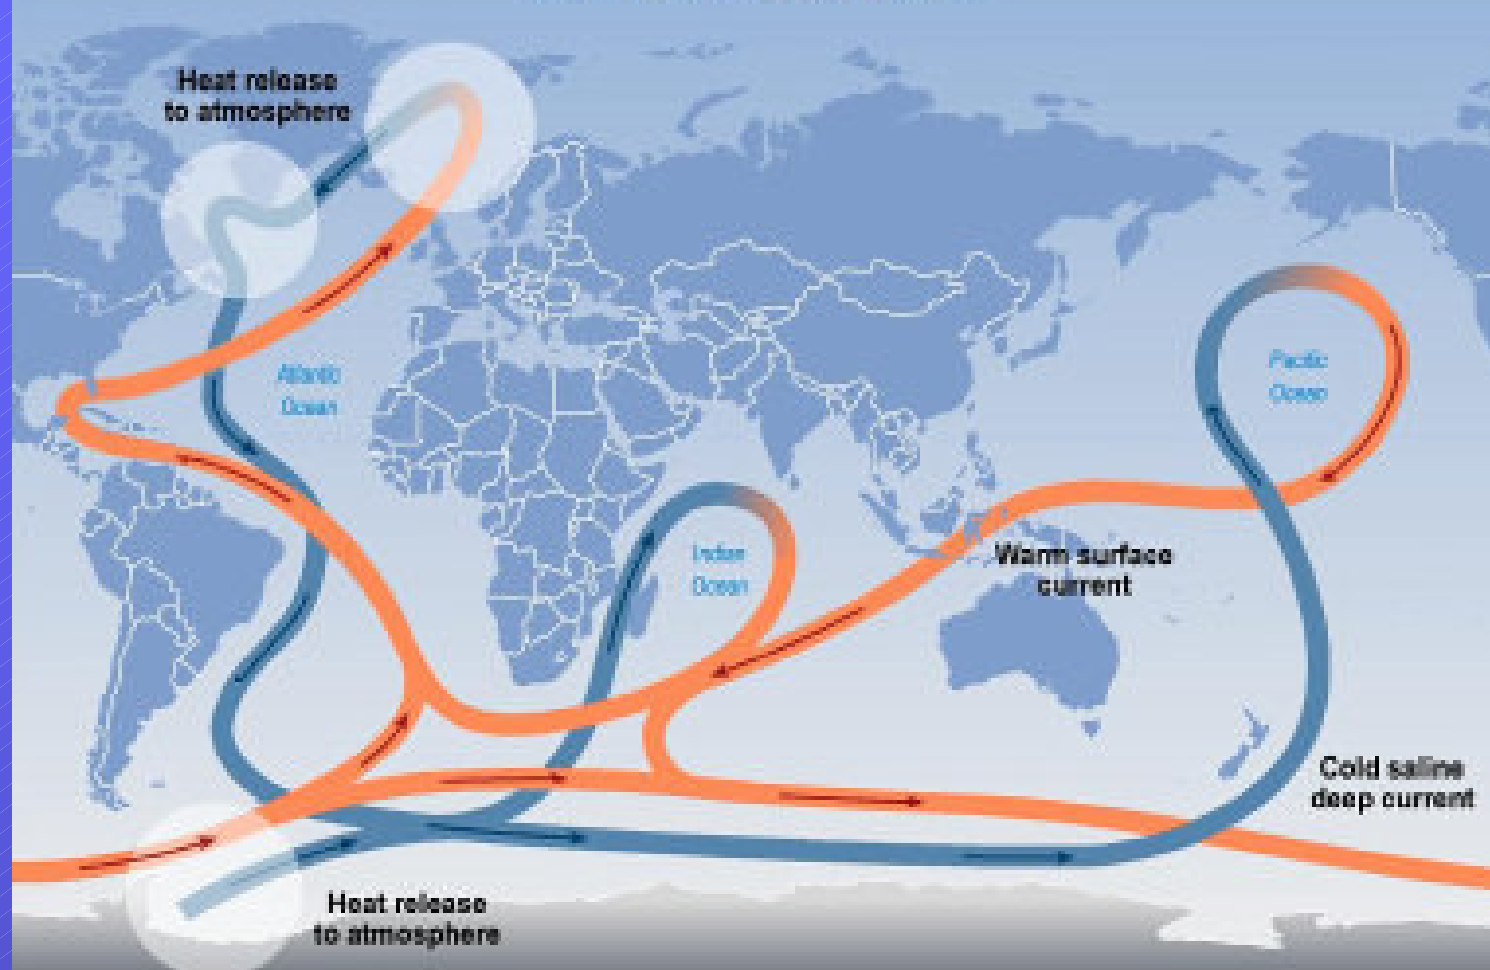 Heat release
to atmosphere
Atlantic
Ocean
Pacific
Ocean
Indian
Ocean
Warm surface
current
Cold saline
deep current
Heat release
to atmosphere